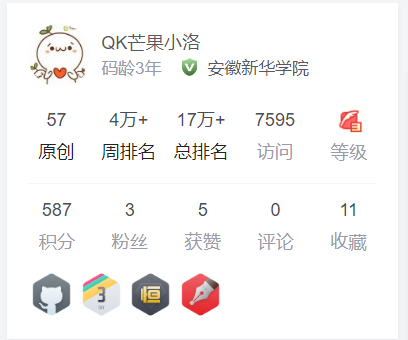 QK芒果小洛
码龄3年 安徽新华学院
57 4万+ 17万+ 7595
原创 周排名 总排名 访问 等级
587 3 5 0 11
积分 粉丝 获赞 评论 收藏
3